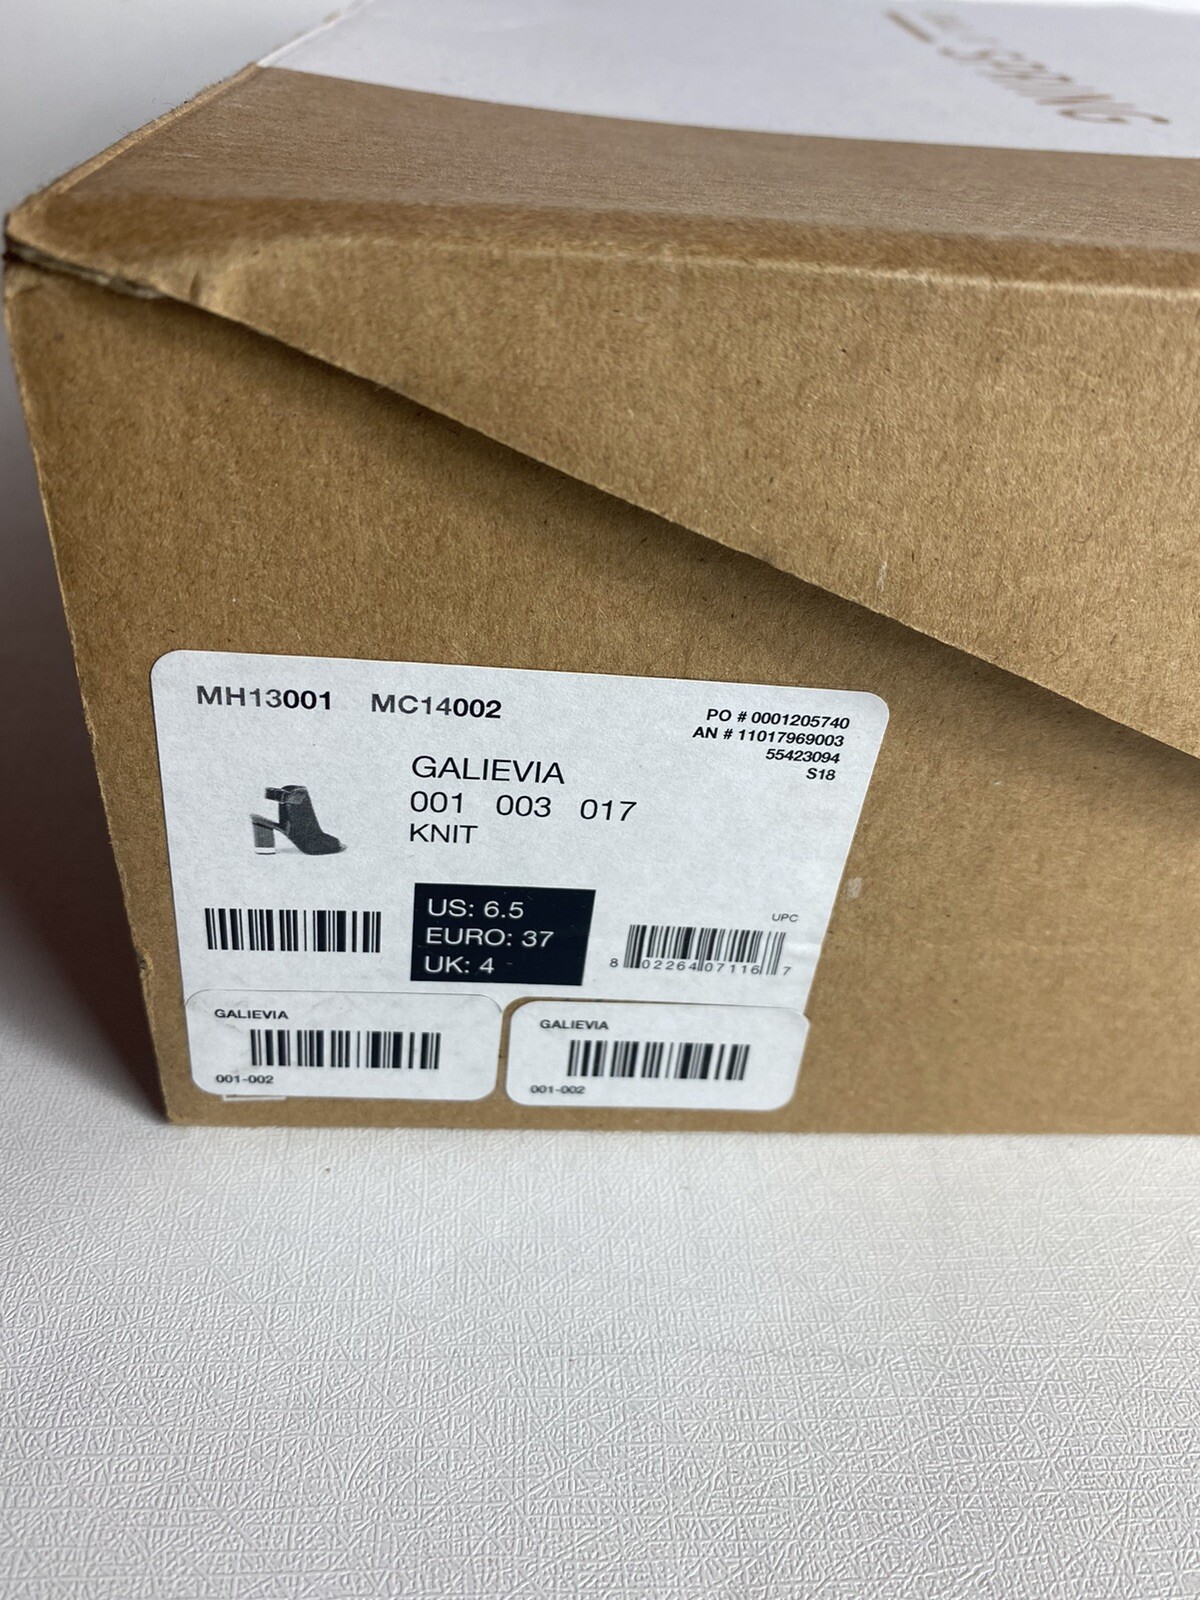 SPRING
MH13001 MC14002
PO # 0001205740
AN # 11017969003
55423094
S18
GALIEVIA
001 003 017
KNIT
US: 6.5
EURO: 37
UK: 4
UPC
8 02264 07116 7
GALIEVIA
001-002
GALIEVIA
001-002